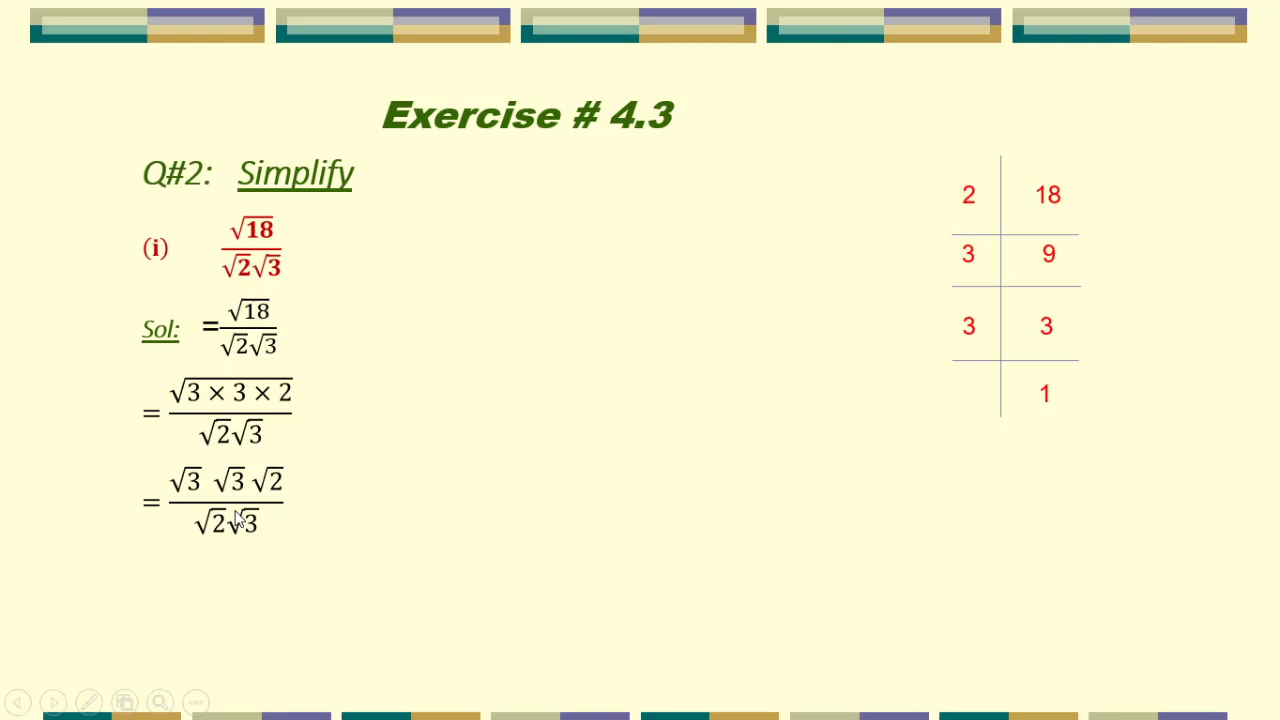 Exercise # 4.3
Q#2: Simplify
(i) √18 / √2√3
Sol: = √18 / √2√3
= √3 × 3 × 2 / √2√3
= √3 √3 √2 / √2√3
2 18
3 9
3 3
1